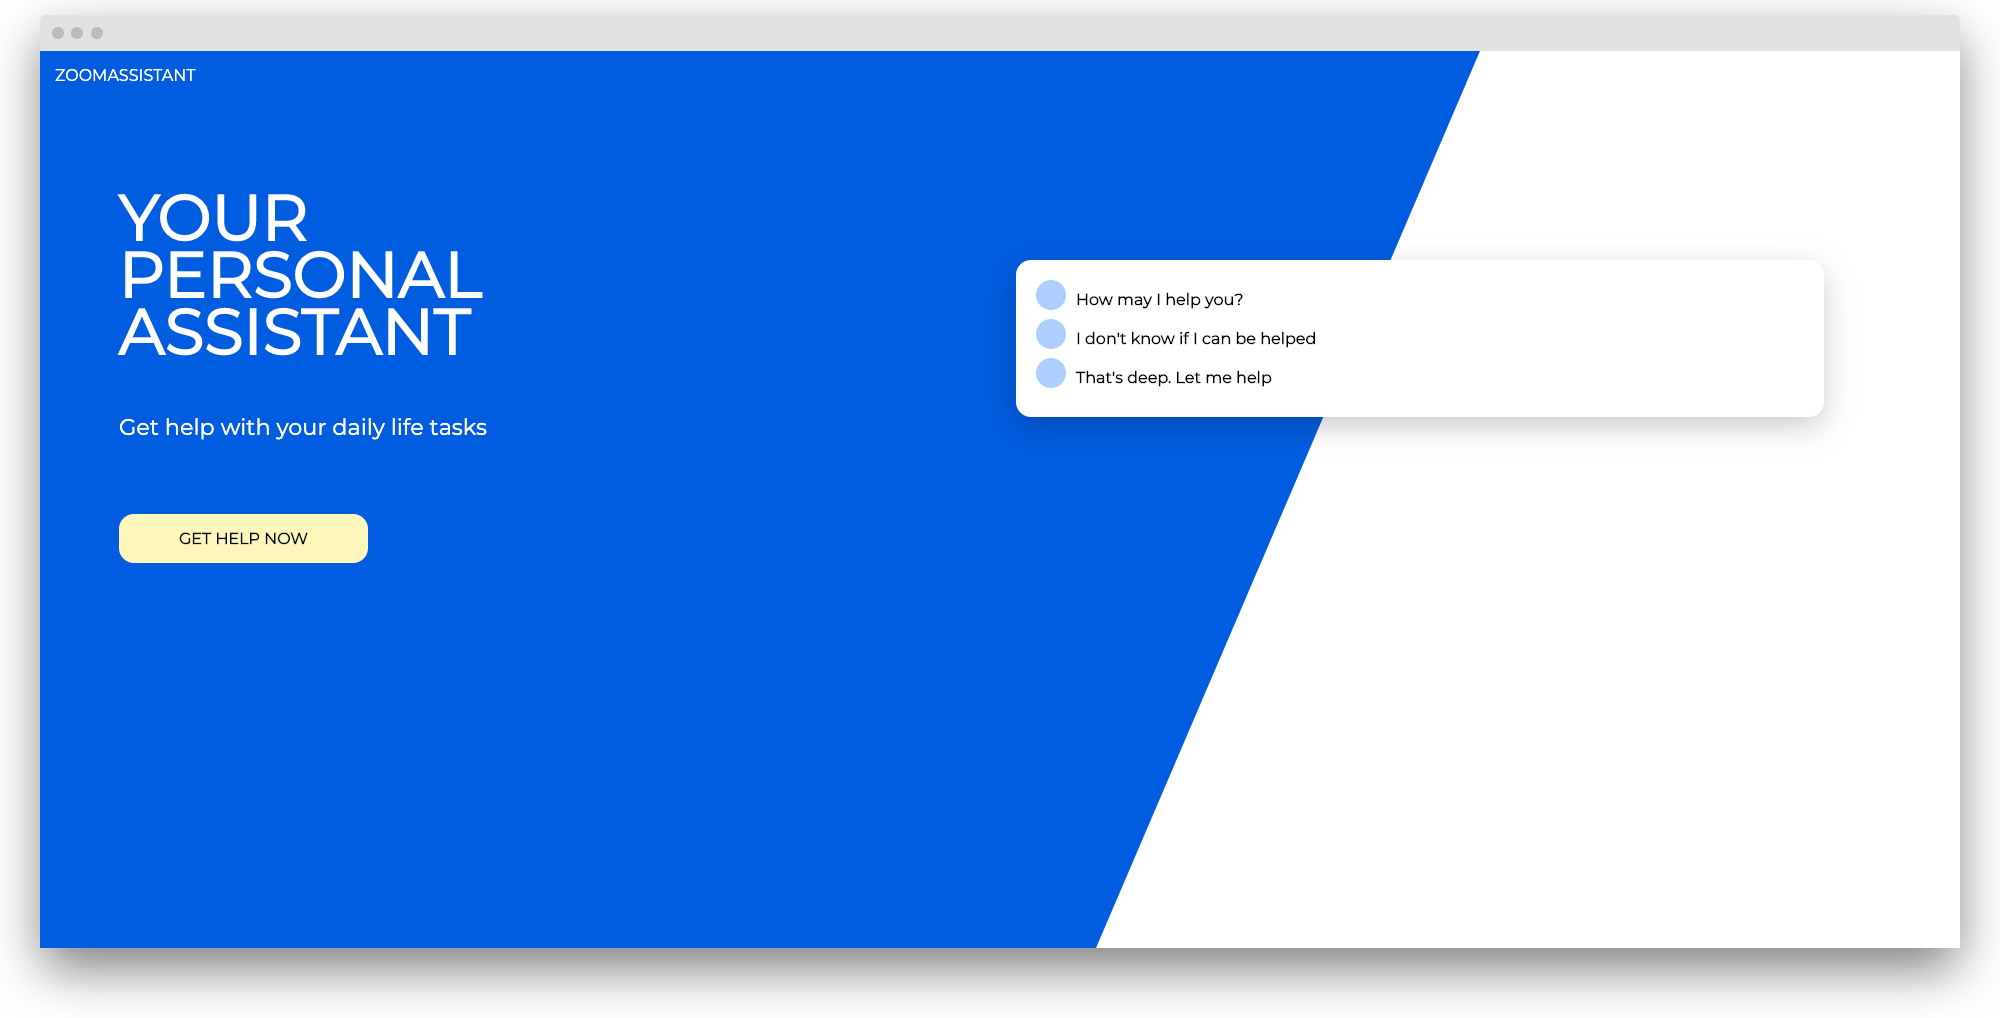 ZOOMASSISTANT
YOUR
PERSONAL
ASSISTANT
Get help with your daily life tasks
GET HELP NOW
How may I help you?
I don't know if I can be helped
That's deep. Let me help